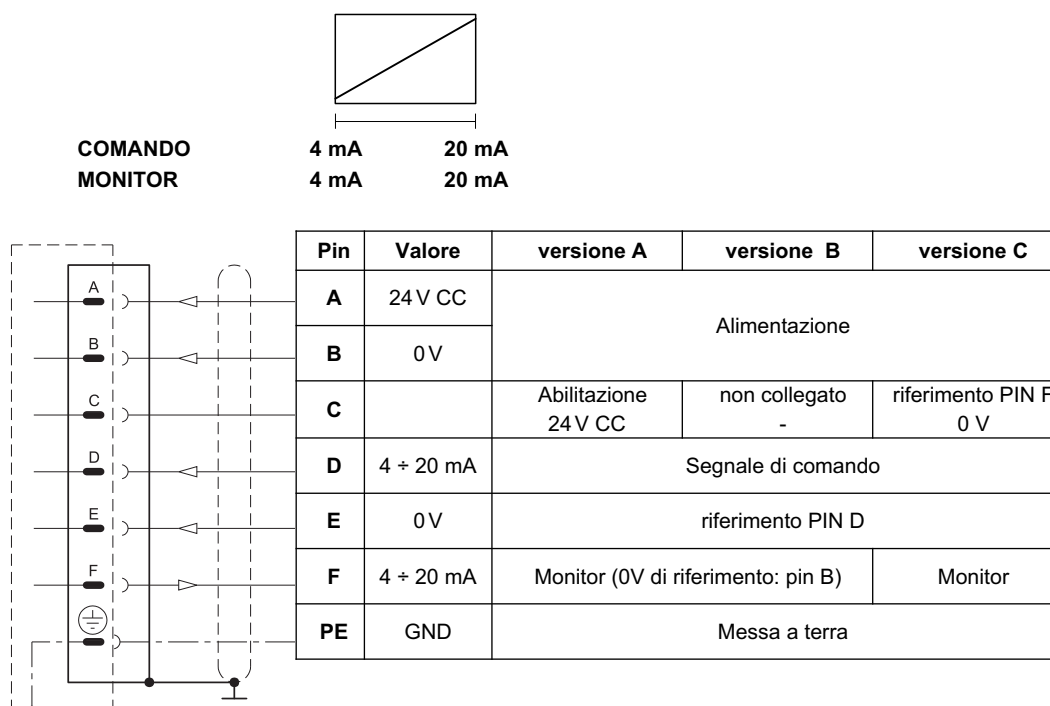 COMANDO 4 mA 20 mA
MONITOR 4 mA 20 mA
Pin Valore versione A versione B versione C
A 24 V CC
Alimentazione
B 0 V
C Abilitazione 24 V CC non collegato - riferimento PIN F 0 V
D 4 ÷ 20 mA Segnale di comando
E 0 V riferimento PIN D
F 4 ÷ 20 mA Monitor (0V di riferimento: pin B) Monitor
PE GND Messa a terra
A
B
C
D
E
F